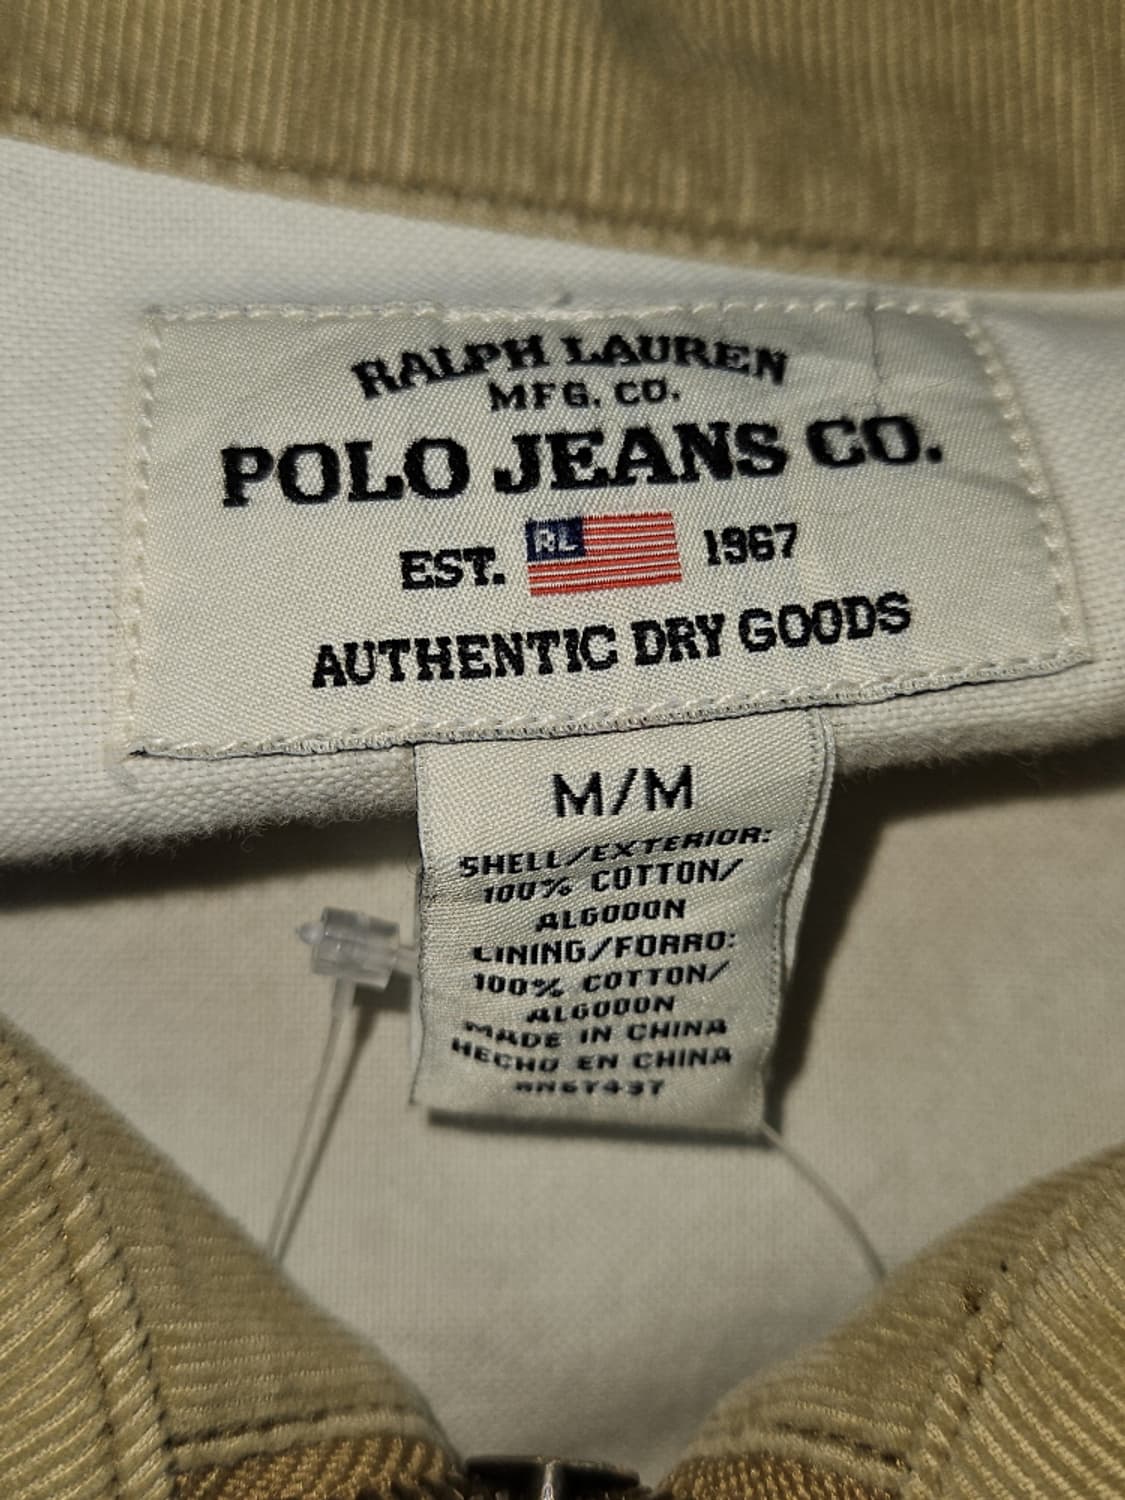 RALPH LAUREN
MFG. CO.
POLO JEANS CO.
EST. RL 1967
AUTHENTIC DRY GOODS
M/M
SHELL/EXTERIOR:
100% COTTON/
ALGODON
LINING/FORRO:
100% COTTON/
ALGODON
MADE IN CHINA
HECHO EN CHINA